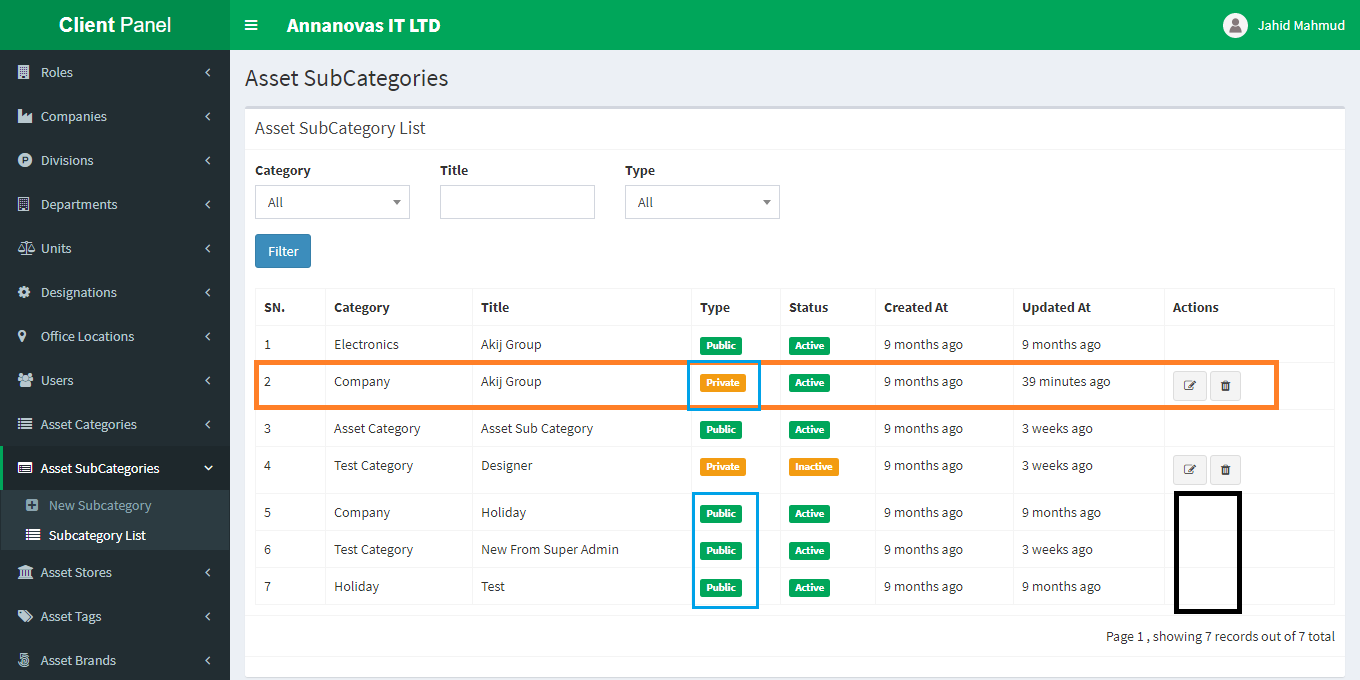 Client Panel
Annanovas IT LTD
Jahid Mahmud
Roles
Companies
Divisions
Departments
Units
Designations
Office Locations
Users
Asset Categories
Asset SubCategories
New Subcategory
Subcategory List
Asset Stores
Asset Tags
Asset Brands
Asset SubCategories
Asset SubCategory List
Category Title Type
All All
Filter
SN. Category Title Type Status Created At Updated At Actions
1 Electronics Akij Group Public Active 9 months ago 9 months ago
2 Company Akij Group Private Active 9 months ago 39 minutes ago
3 Asset Category Asset Sub Category Public Active 9 months ago 3 weeks ago
4 Test Category Designer Private Inactive 9 months ago 3 weeks ago
5 Company Holiday Public Active 9 months ago 9 months ago
6 Test Category New From Super Admin Public Active 9 months ago 3 weeks ago
7 Holiday Test Public Active 9 months ago 9 months ago
Page 1 , showing 7 records out of 7 total